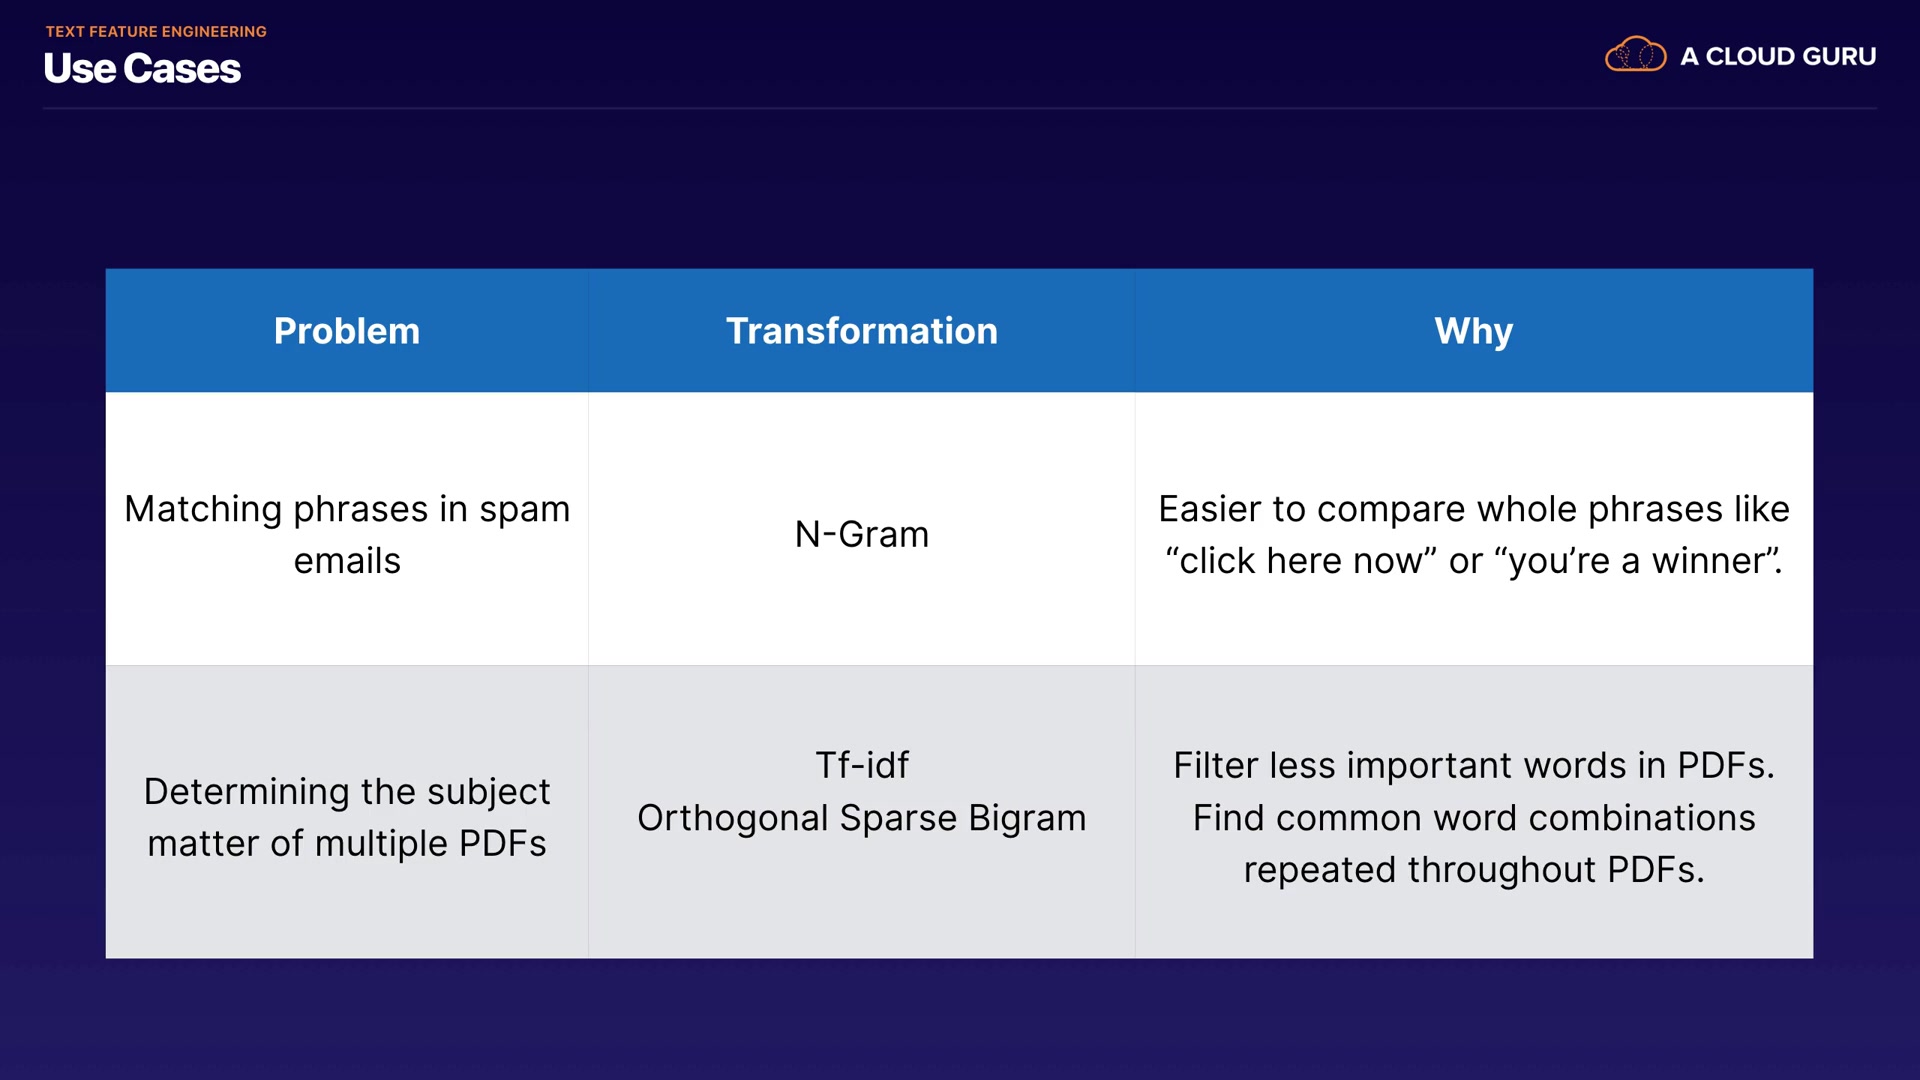 TEXT FEATURE ENGINEERING
Use Cases
A CLOUD GURU
Problem
Transformation
Why
Matching phrases in spam
emails
N-Gram
Easier to compare whole phrases like
“click here now” or “you’re a winner”.
Determining the subject
matter of multiple PDFs
Tf-idf
Orthogonal Sparse Bigram
Filter less important words in PDFs.
Find common word combinations
repeated throughout PDFs.